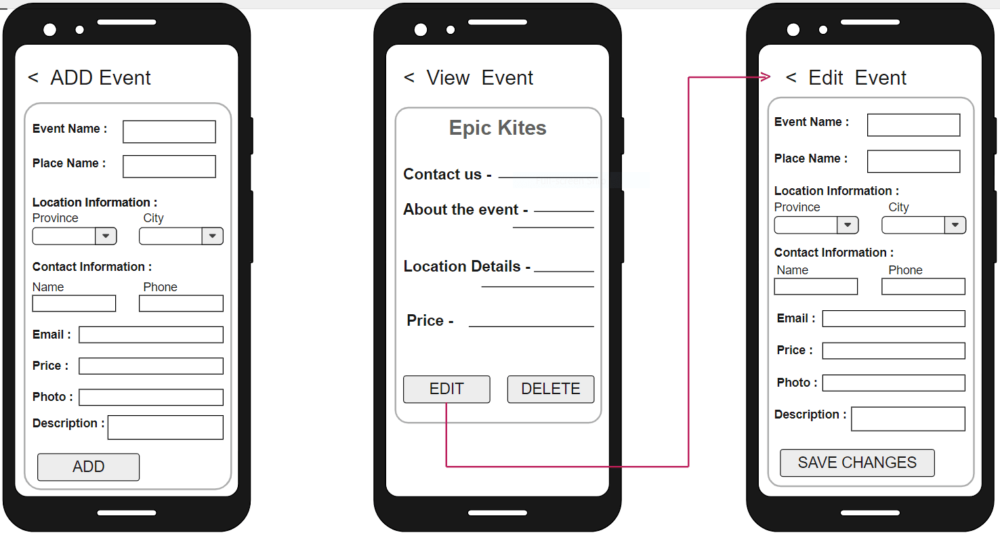 < ADD Event
Event Name :
Place Name :
Location Information :
Province City
Contact Information :
Name Phone
Email :
Price :
Photo :
Description :
ADD
< View Event
Epic Kites
Contact us -
About the event -
Location Details -
Price -
EDIT DELETE
< Edit Event
Event Name :
Place Name :
Location Information :
Province City
Contact Information :
Name Phone
Email :
Price :
Photo :
Description :
SAVE CHANGES